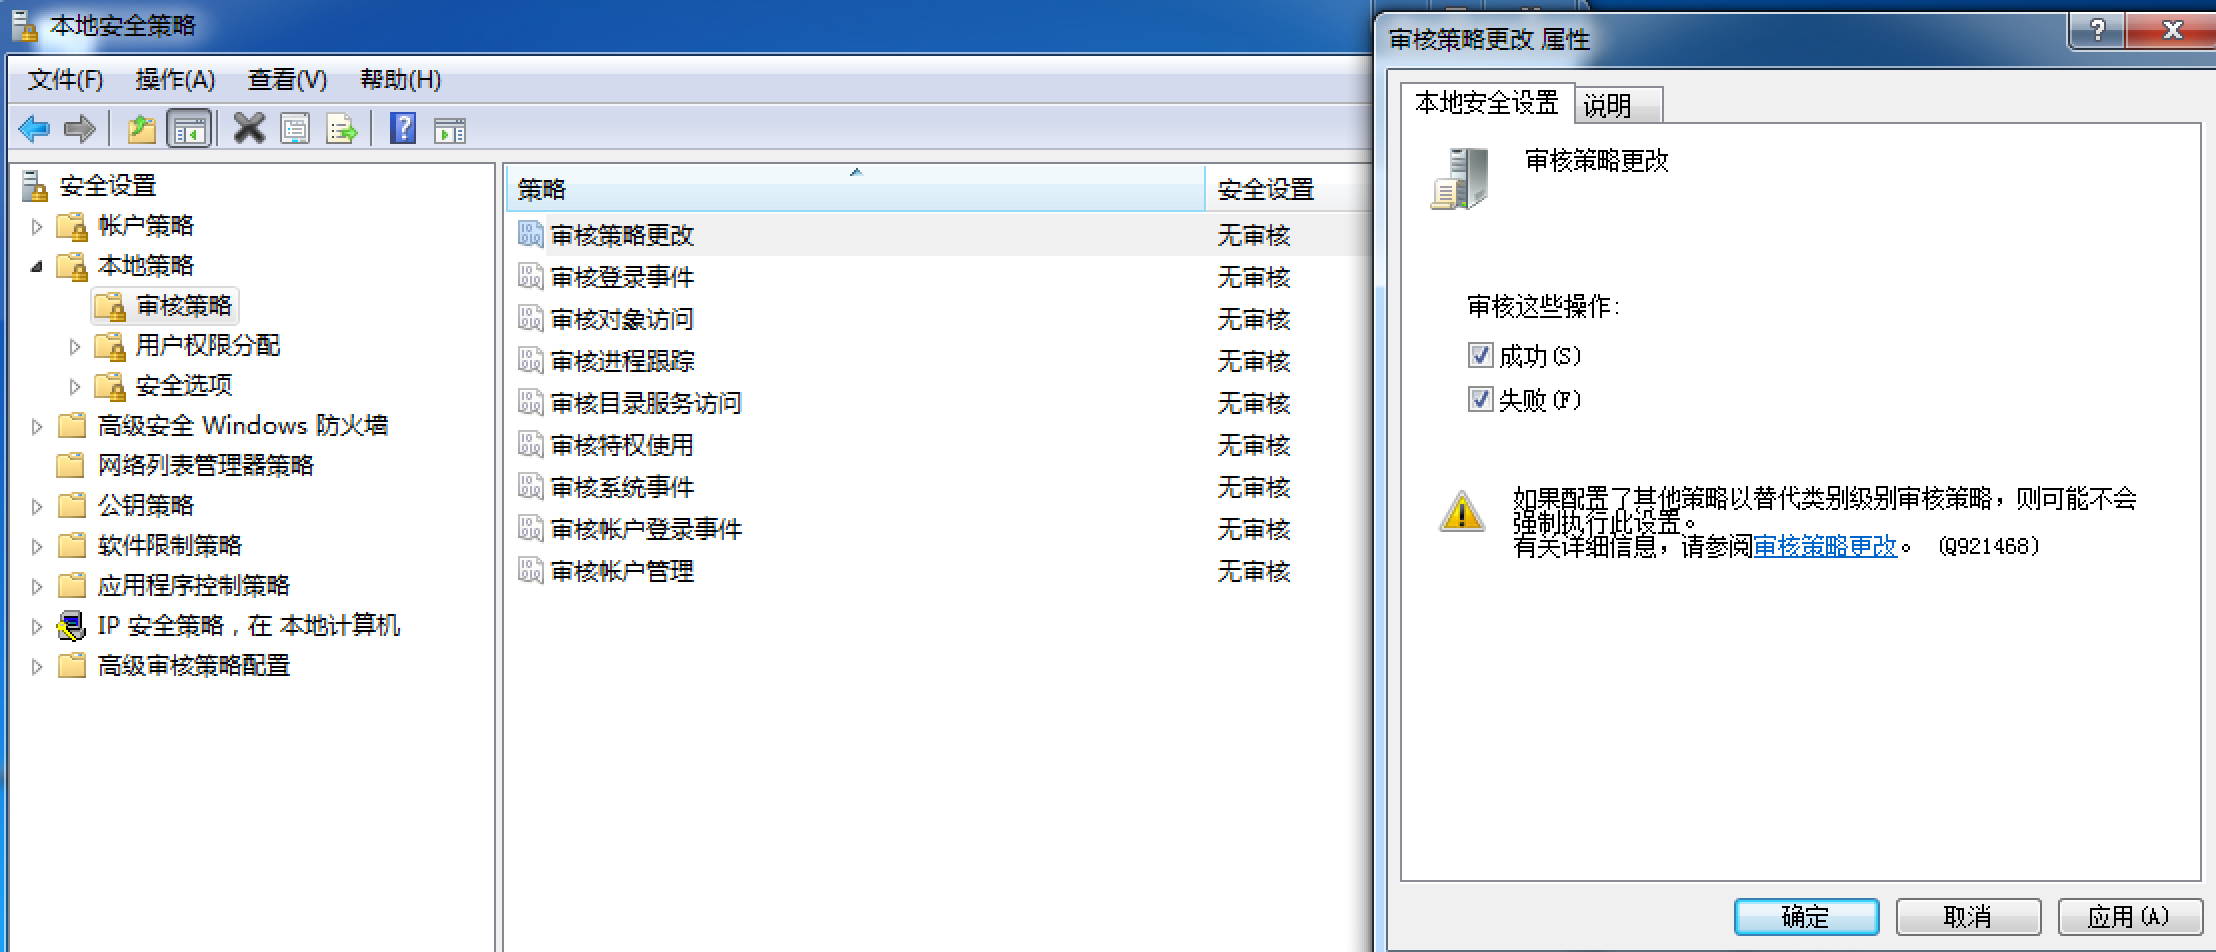 本地安全策略
文件(F) 操作(A) 查看(V) 帮助(H)
安全设置
帐户策略
本地策略
审核策略
用户权限分配
安全选项
高级安全 Windows 防火墙
网络列表管理器策略
公钥策略
软件限制策略
应用程序控制策略
IP 安全策略，在 本地计算机
高级审核策略配置
策略 安全设置
审核策略更改 无审核
审核登录事件 无审核
审核对象访问 无审核
审核进程跟踪 无审核
审核目录服务访问 无审核
审核特权使用 无审核
审核系统事件 无审核
审核帐户登录事件 无审核
审核帐户管理 无审核
审核策略更改 属性
本地安全设置 说明
审核策略更改
审核这些操作:
成功(S)
失败(F)
如果配置了其他策略以替代类别级别审核策略，则可能不会
强制执行此设置。
有关详细信息，请参阅审核策略更改。 (Q921468)
确定 取消 应用(A)